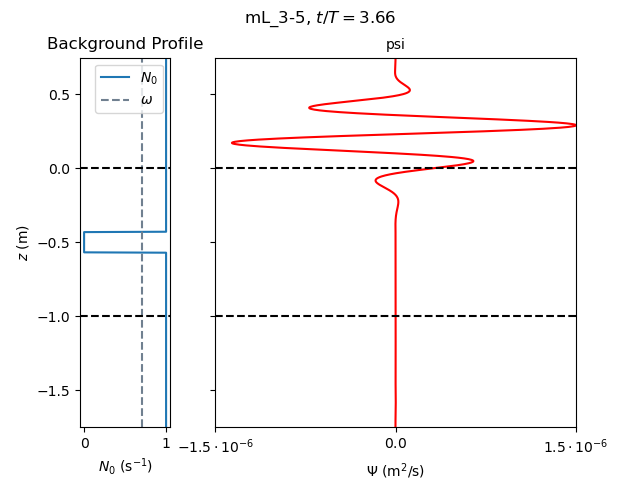 mL_3-5, t/T = 3.66
Background Profile
psi
N₀
ω
0.5
0.0
−0.5
−1.0
−1.5
z (m)
0
1
−1.5·10⁻⁶
0.0
1.5·10⁻⁶
N₀ (s⁻¹)
Ψ (m²/s)